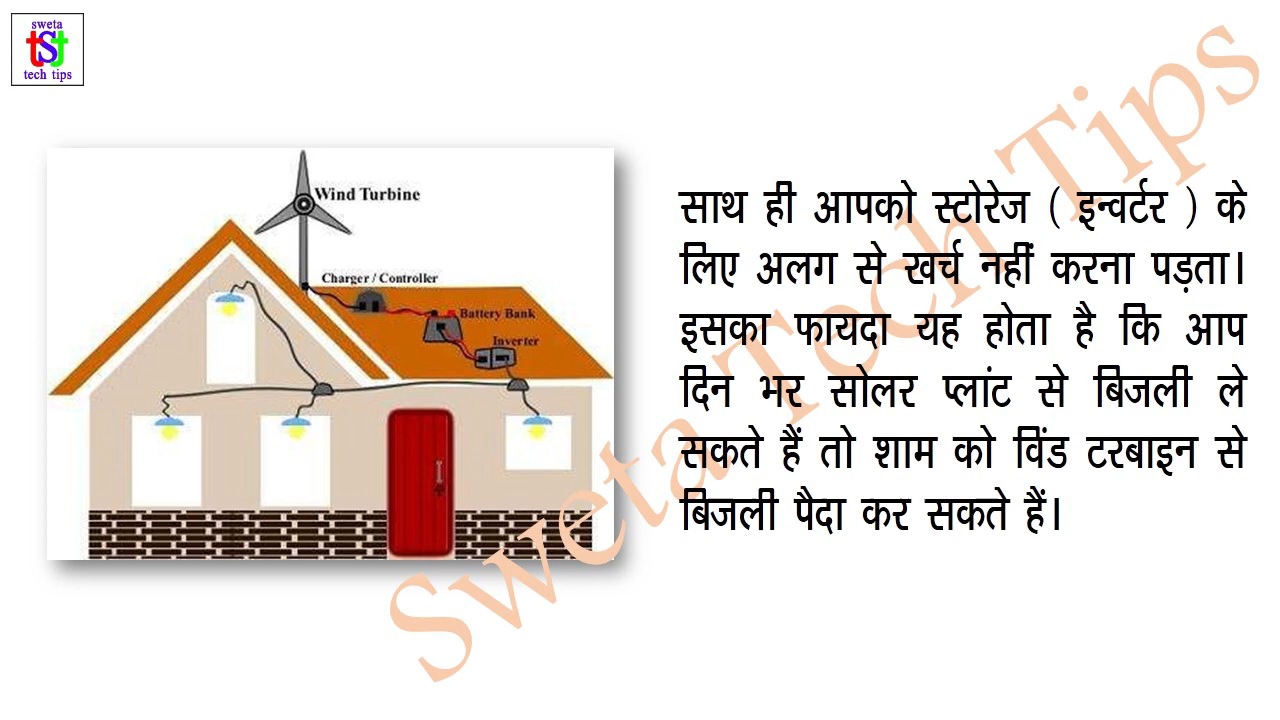 sweta
tst
tech tips
Wind Turbine
Charger / Controller
Battery Bank
Inverter
साथ ही आपको स्टोरेज ( इन्वर्टर ) के
लिए अलग से खर्च नहीं करना पड़ता।
इसका फायदा यह होता है कि आप
दिन भर सोलर प्लांट से बिजली ले
सकते हैं तो शाम को विंड टरबाइन से
बिजली पैदा कर सकते हैं।
Sweta Tech Tips